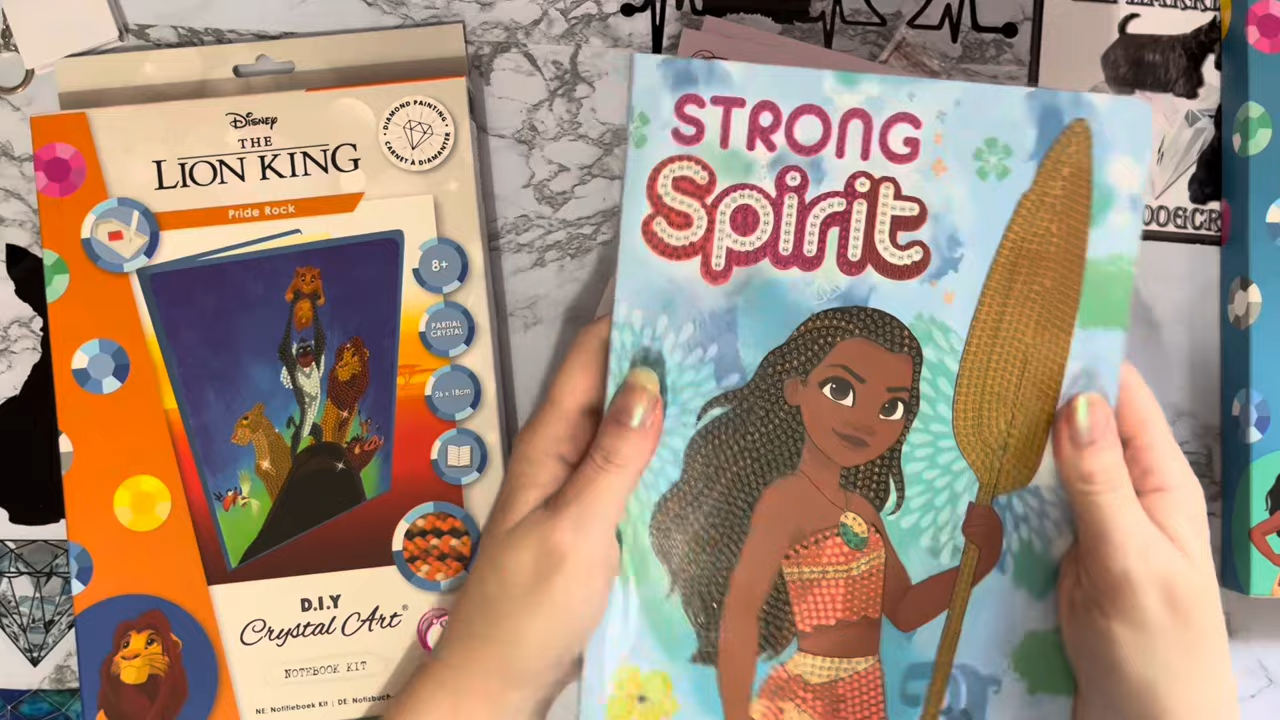 Disney
THE
LION KING
Pride Rock
DIAMOND PAINTING
CARNET À DIAMANTER
8+
PARTIAL
CRYSTAL
26 x 18cm
D.I.Y
Crystal Art®
NOTEBOOK KIT
NE: Notitieboek Kit | DE: Notizbuch
STRONG
Spirit